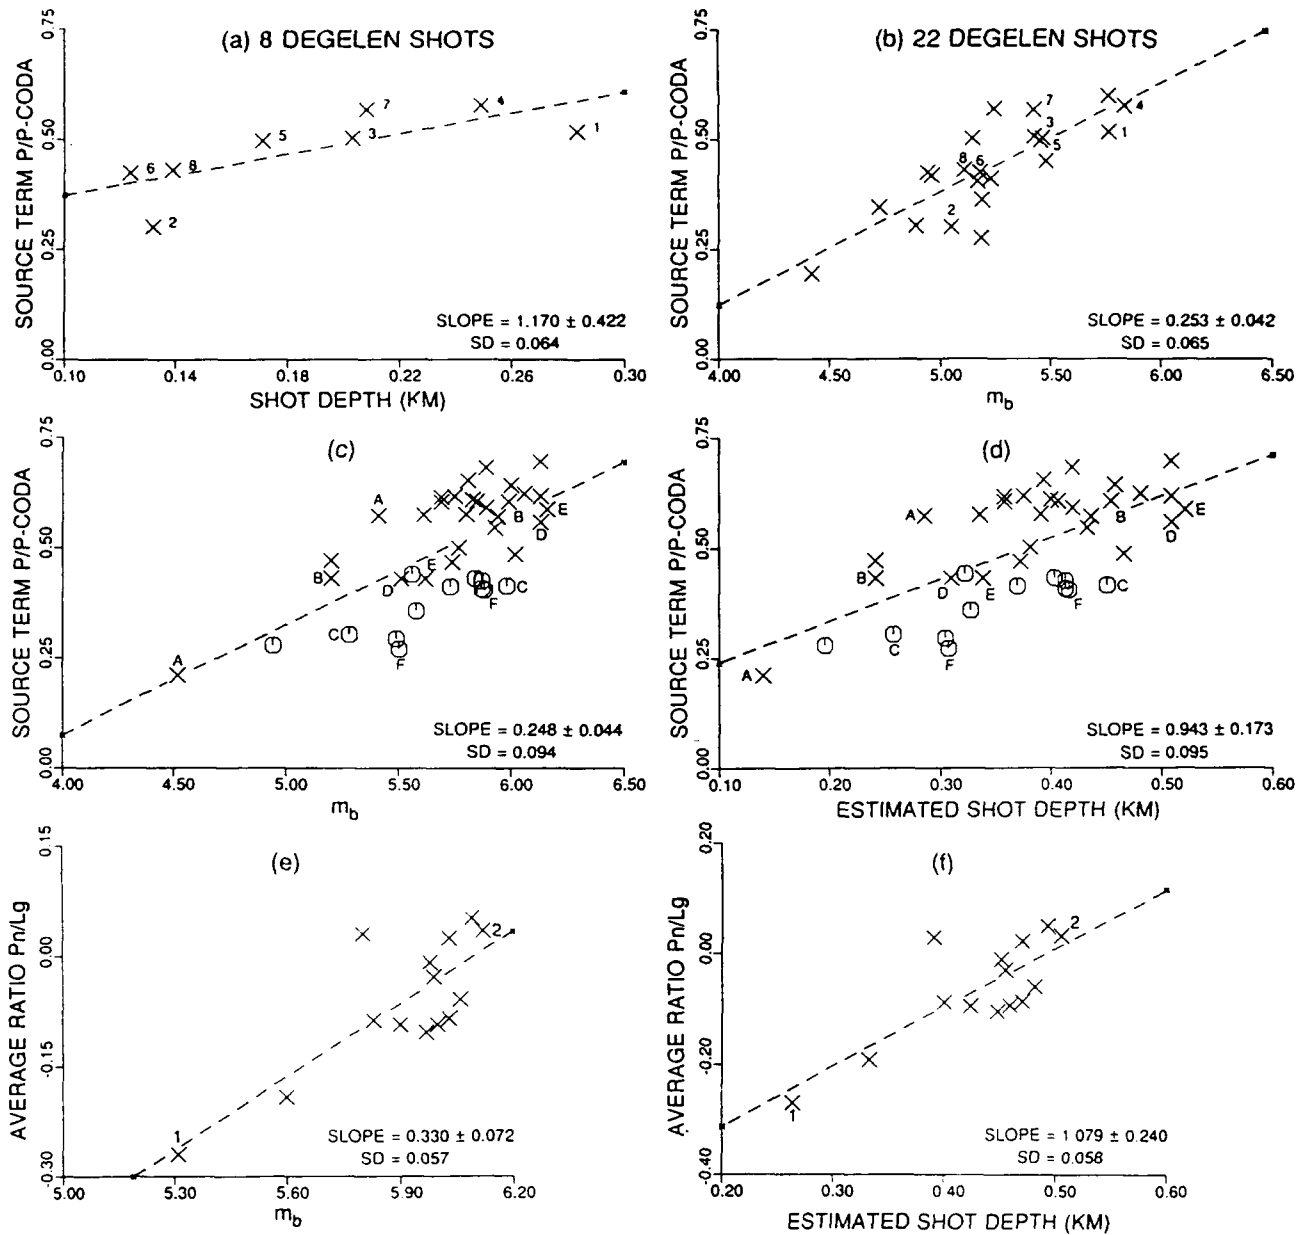 (a) 8 DEGELEN SHOTS
SOURCE TERM P/P-CODA
0.75
0.50
0.25
0.00
7
4
5
3
1
6
8
2
SLOPE = 1.170 ± 0.422
SD = 0.064
0.10 0.14 0.18 0.22 0.26 0.30
SHOT DEPTH (KM)
(b) 22 DEGELEN SHOTS
SOURCE TERM P/P-CODA
0.75
0.50
0.25
0.00
7
4
3
1
5
8 6
2
SLOPE = 0.253 ± 0.042
SD = 0.065
4.00 4.50 5.00 5.50 6.00 6.50
mb
(c)
SOURCE TERM P/P-CODA
0.75
0.50
0.25
0.00
A
B
E
D
B
D
E
C
F
C
F
A
SLOPE = 0.248 ± 0.044
SD = 0.094
4.00 4.50 5.00 5.50 6.00 6.50
mb
(d)
SOURCE TERM P/P-CODA
0.75
0.50
0.25
0.00
A
B
E
D
B
D
E
C
F
C
F
A
SLOPE = 0.943 ± 0.173
SD = 0.095
0.10 0.20 0.30 0.40 0.50 0.60
ESTIMATED SHOT DEPTH (KM)
(e)
AVERAGE RATIO Pn/Lg
0.15
0.00
-0.15
-0.30
2
1
SLOPE = 0.330 ± 0.072
SD = 0.057
5.00 5.30 5.60 5.90 6.20
mb
(f)
AVERAGE RATIO Pn/Lg
0.20
0.00
-0.20
-0.40
2
1
SLOPE = 1 079 ± 0.240
SD = 0.058
0.20 0.30 0.40 0.50 0.60
ESTIMATED SHOT DEPTH (KM)